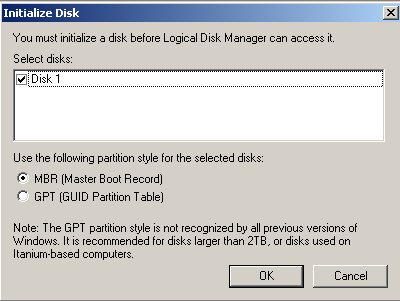 Initialize Disk
You must initialize a disk before Logical Disk Manager can access it.
Select disks:
Disk 1
Use the following partition style for the selected disks:
MBR (Master Boot Record)
GPT (GUID Partition Table)
Note: The GPT partition style is not recognized by all previous versions of
Windows. It is recommended for disks larger than 2TB, or disks used on
Itanium-based computers.
OK
Cancel